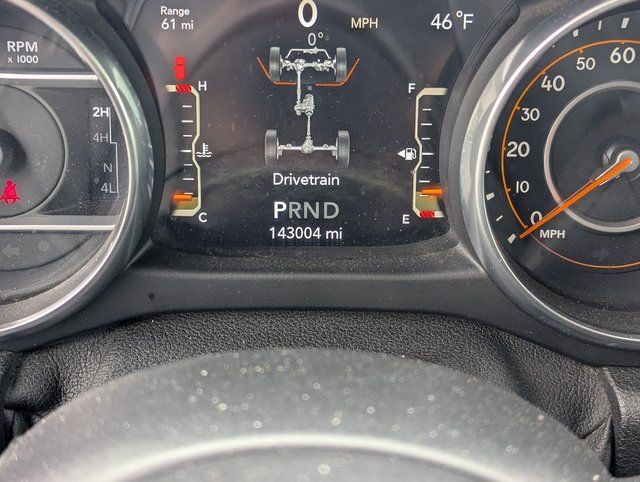 Range
61 mi
0 MPH
46 °F
0°
RPM
x 1000
2H
4H
N
4L
H
C
F
E
Drivetrain
PRND
143004 mi
60
50
40
30
20
10
0
MPH